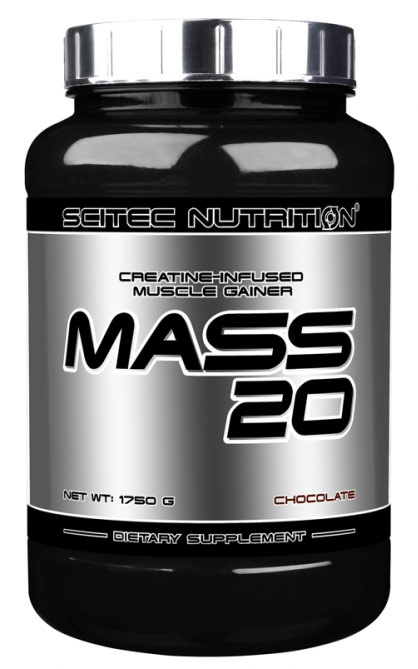 SCITEC NUTRITION®
CREATINE-INFUSED
MUSCLE GAINER
MASS
20
NET WT: 1750 G
CHOCOLATE
DIETARY SUPPLEMENT